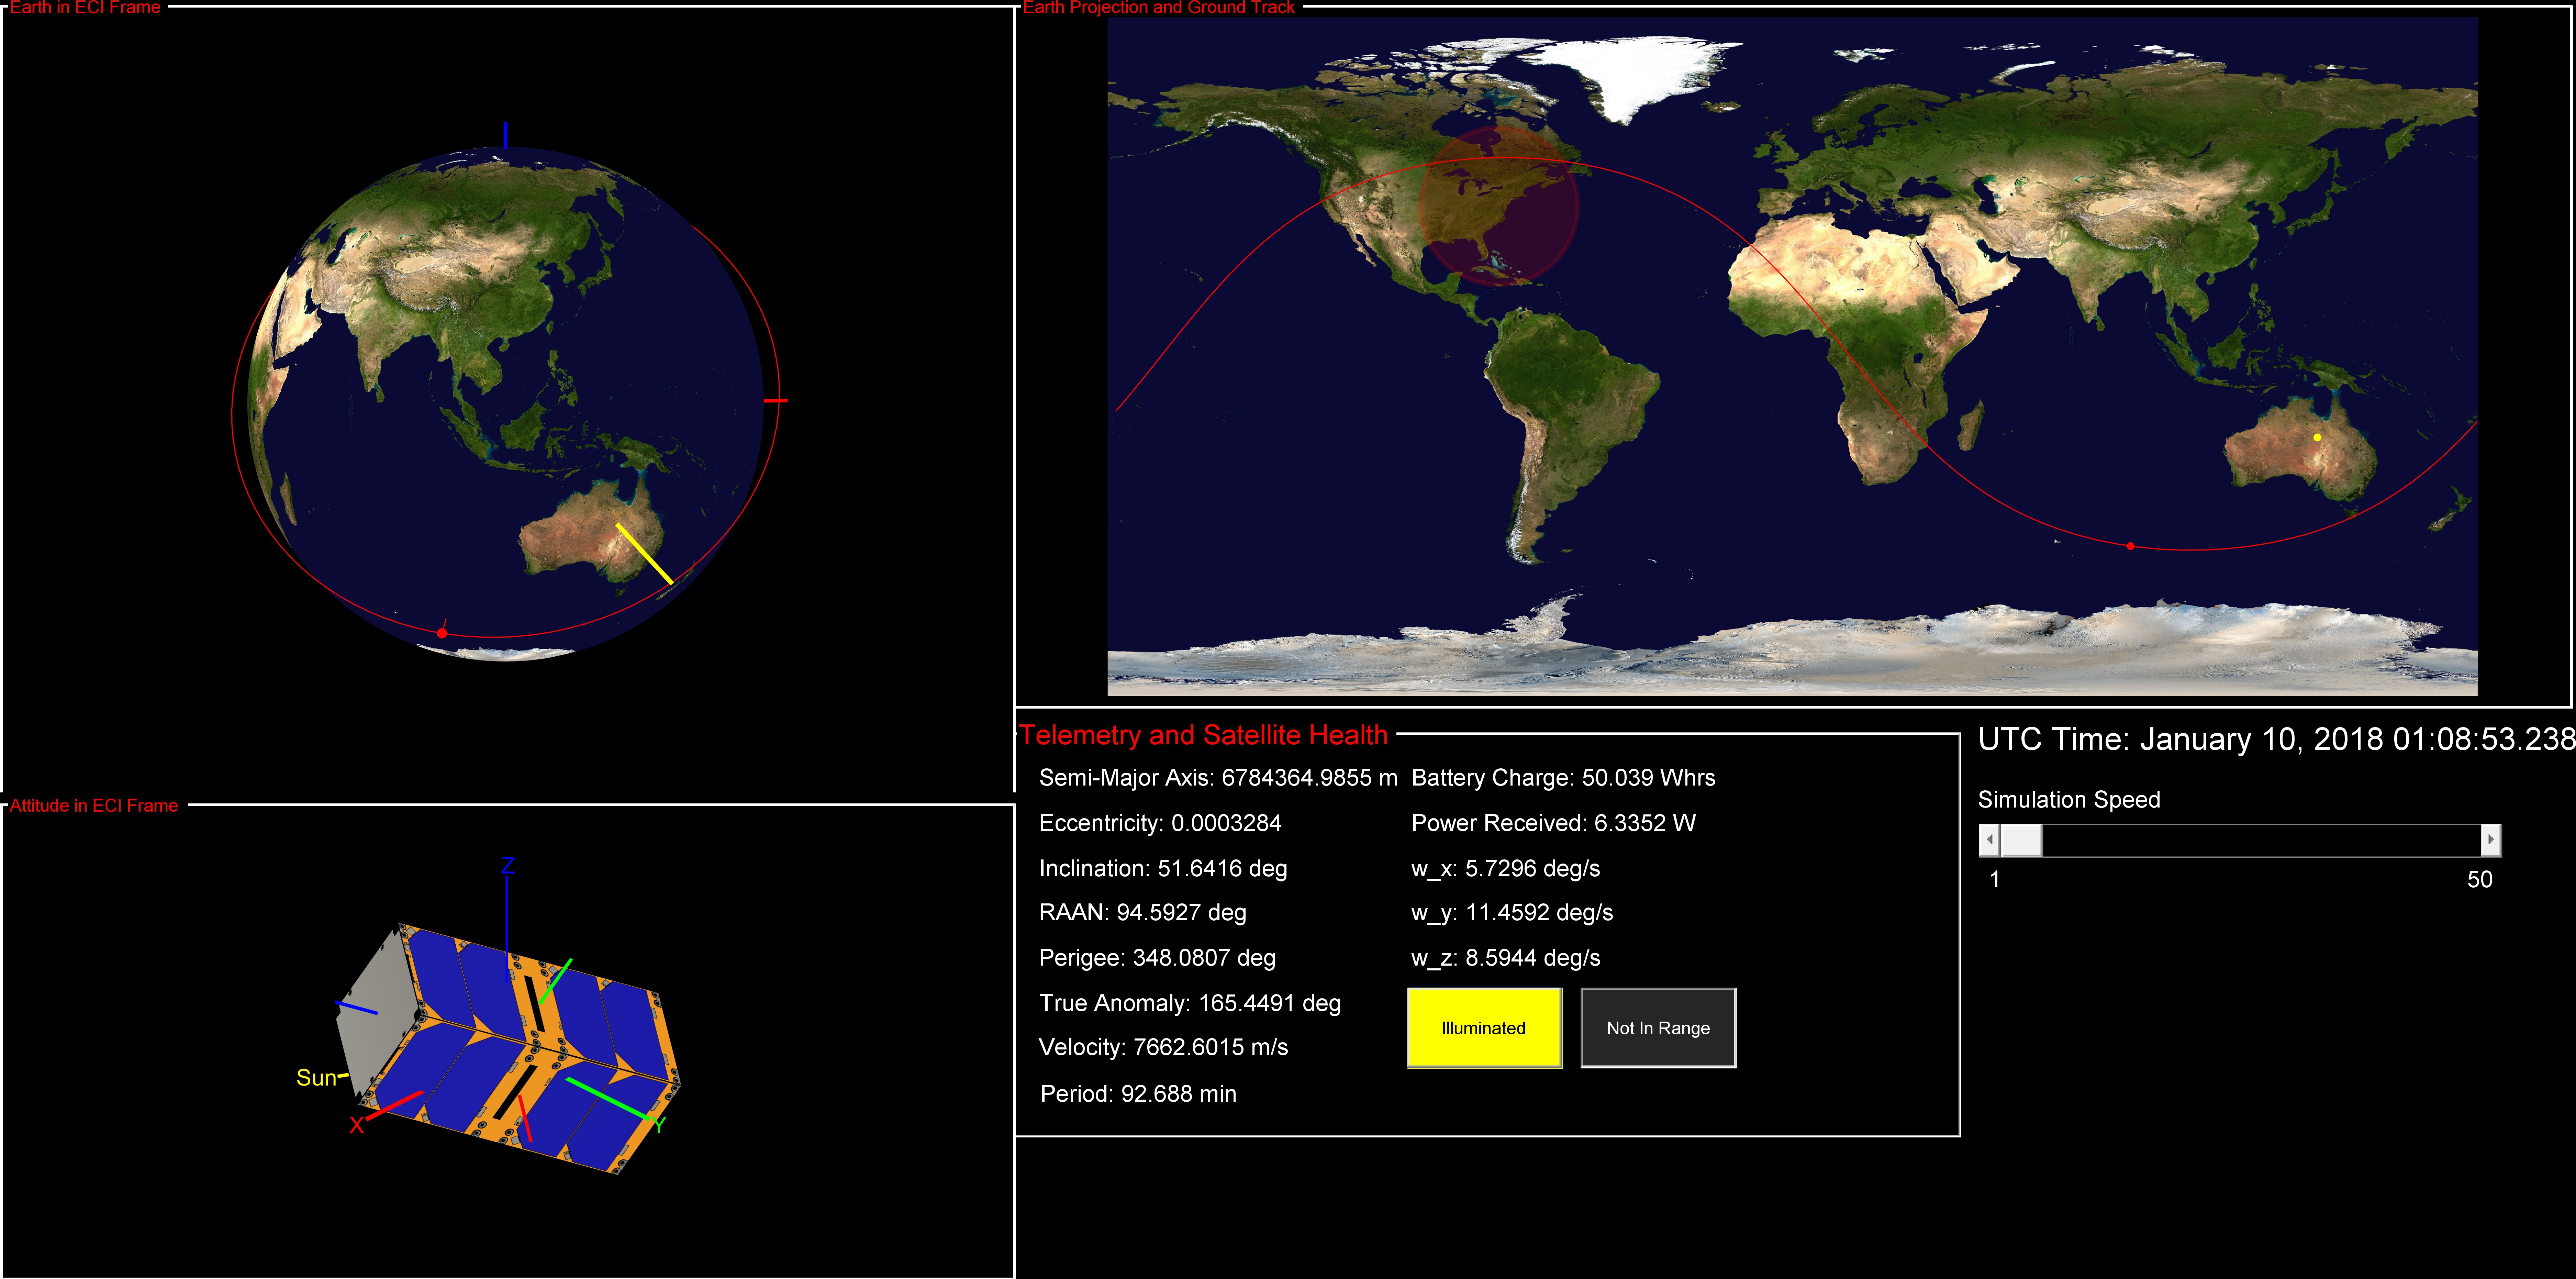 Earth in ECI Frame
Earth Projection and Ground Track
Telemetry and Satellite Health
Semi-Major Axis: 6784364.9855 m
Eccentricity: 0.0003284
Inclination: 51.6416 deg
RAAN: 94.5927 deg
Perigee: 348.0807 deg
True Anomaly: 165.4491 deg
Velocity: 7662.6015 m/s
Period: 92.688 min
Battery Charge: 50.039 Whrs
Power Received: 6.3352 W
w_x: 5.7296 deg/s
w_y: 11.4592 deg/s
w_z: 8.5944 deg/s
Illuminated
Not In Range
UTC Time: January 10, 2018 01:08:53.238
Simulation Speed
1
50
Attitude in ECI Frame
Z
Sun
X
Y